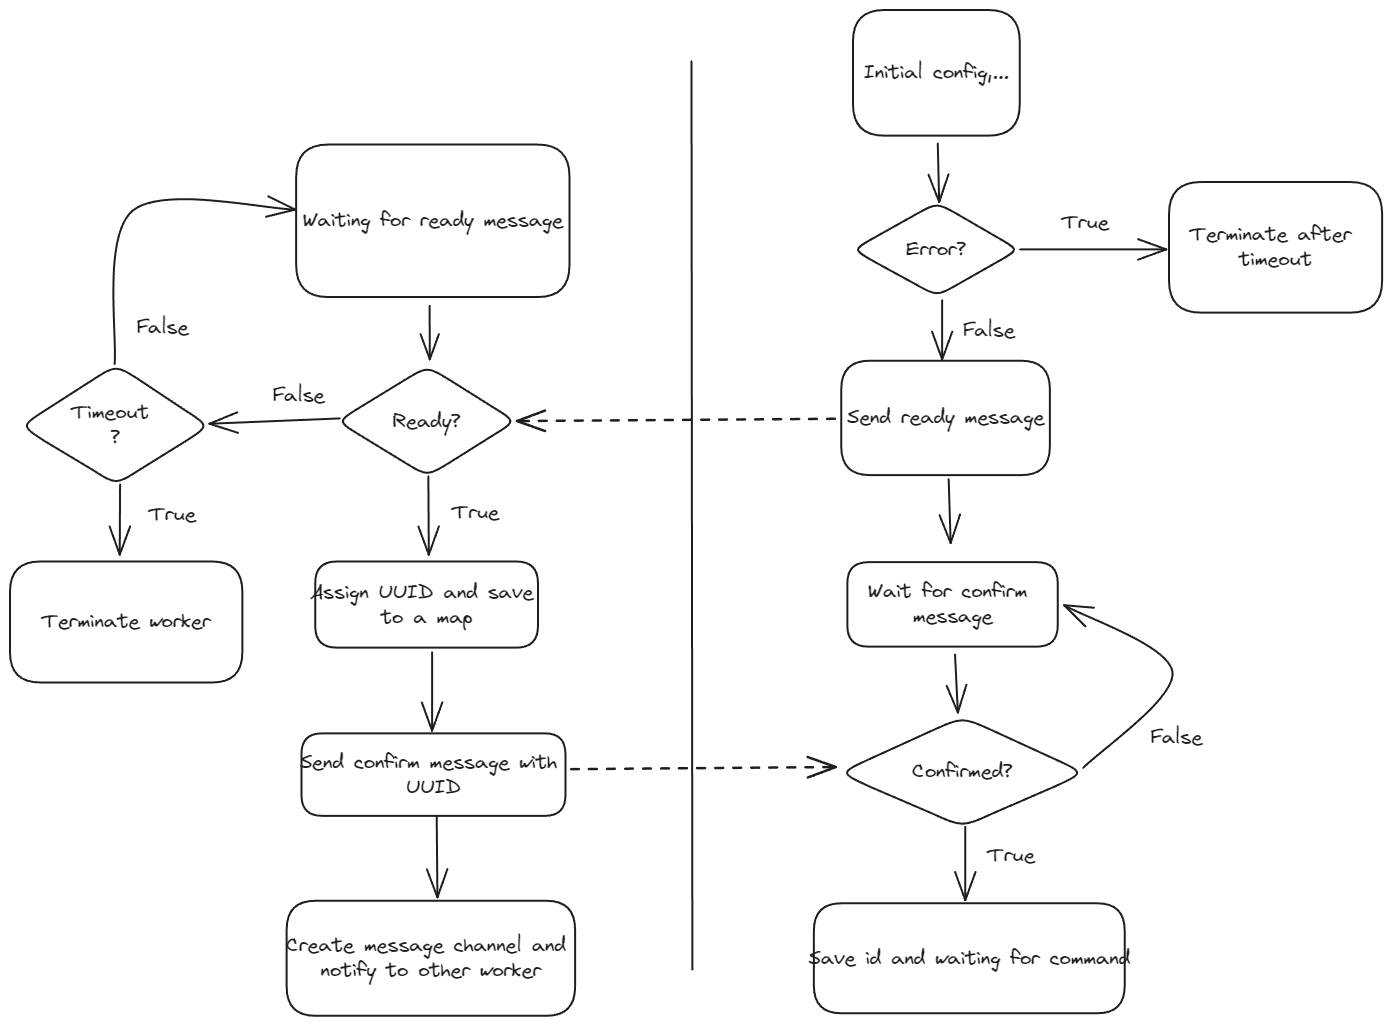 Initial config,...
Waiting for ready message
Error?
True
Terminate after
timeout
False
False
Send ready message
Timeout
?
False
Ready?
True
True
Terminate worker
Assign UUID and save
to a map
Wait for confirm
message
Send confirm message with
UUID
Confirmed?
False
True
Create message channel and
notify to other worker
Save id and waiting for command